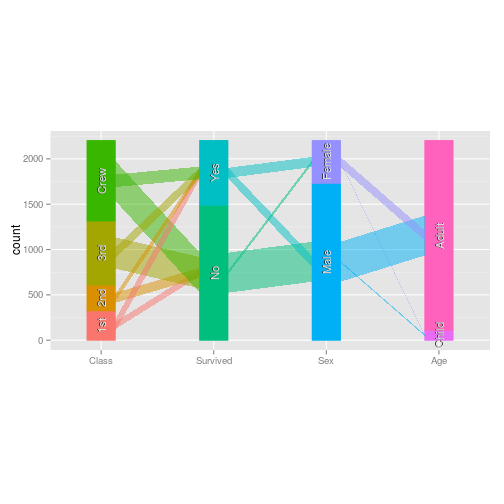 2000
1500
1000
500
0
count
Crew
3rd
2nd
1st
Yes
No
Female
Male
Adult
Child
Class
Survived
Sex
Age